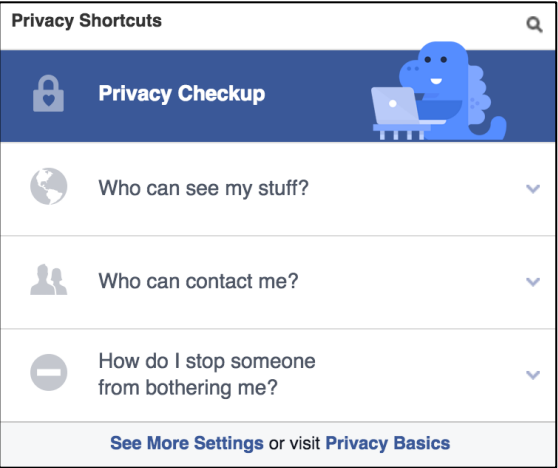 Privacy Shortcuts
Privacy Checkup
Who can see my stuff?
Who can contact me?
How do I stop someone
from bothering me?
See More Settings or visit Privacy Basics